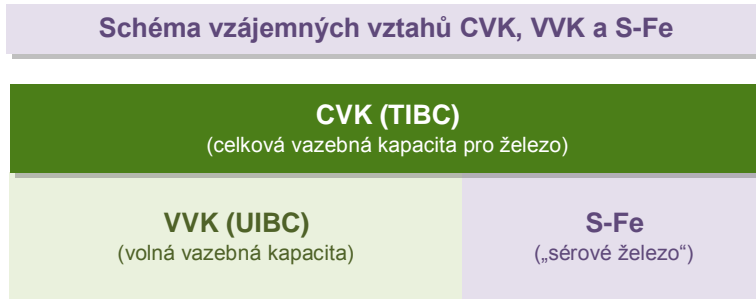 Schéma vzájemných vztahů CVK, VVK a S-Fe
CVK (TIBC)
(celková vazebná kapacita pro železo)
VVK (UIBC)
(volná vazebná kapacita)
S-Fe
(„sérové železo“)